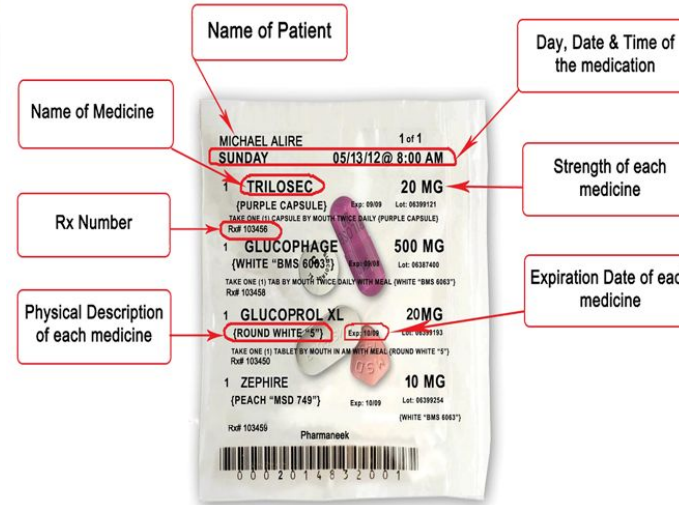 Name of Patient
Day, Date & Time of
the medication
Name of Medicine
Strength of each
medicine
Rx Number
Expiration Date of each
medicine
Physical Description
of each medicine
MICHAEL ALIRE 1 of 1
SUNDAY 05/13/12@ 8:00 AM
1 TRILOSEC 20 MG
{PURPLE CAPSULE} Exp: 09/09 Lot: 06399121
TAKE ONE (1) CAPSULE BY MOUTH TWICE DAILY {PURPLE CAPSULE}
Rx# 103456
1 GLUCOPHAGE 500 MG
{WHITE "BMS 6063"} Exp: 09/08 Lot: 06387400
TAKE ONE (1) TAB BY MOUTH TWICE DAILY WITH MEAL {WHITE "BMS 6063"}
Rx# 103458
1 GLUCOPROL XL 20MG
{ROUND WHITE "5"} Exp: 10/09 Lot: 06399193
TAKE ONE (1) TABLET BY MOUTH IN AM WITH MEAL {ROUND WHITE "5"}
Rx# 103450
1 ZEPHIRE 10 MG
{PEACH "MSD 749"} Exp: 10/09 Lot: 06399254
{WHITE "BMS 6063"}
Rx# 103459
Pharmaneek
0002014832001